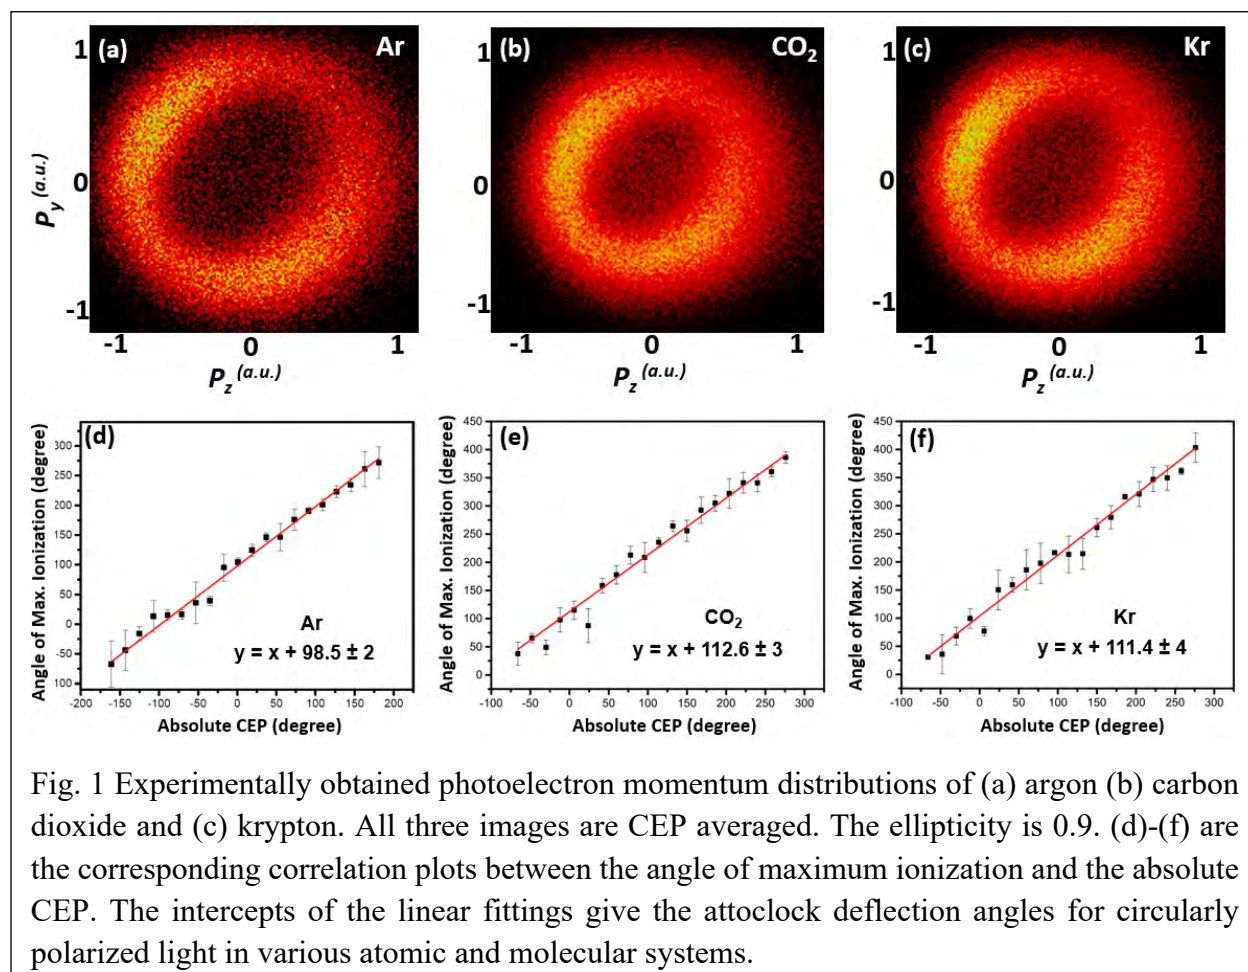 (a) Ar
(b) CO2
(c) Kr
1
0
-1
Py (a.u.)
-1 0 1
Pz (a.u.)
1
0
-1
-1 0 1
Pz (a.u.)
1
0
-1
-1 0 1
Pz (a.u.)
(d)
Angle of Max. Ionization (degree)
300
250
200
150
100
50
0
-50
100
Ar
y = x + 98.5 ± 2
-200 -150 -100 -50 0 50 100 150 200
Absolute CEP (degree)
(e)
Angle of Max. Ionization (degree)
450
400
350
300
250
200
150
100
50
0
CO2
y = x + 112.6 ± 3
-100 -50 0 50 100 150 200 250 300
Absolute CEP (degree)
(f)
Angle of Max. Ionization (degree)
450
400
350
300
250
200
150
100
50
0
Kr
y = x + 111.4 ± 4
-100 -50 0 50 100 150 200 250 300
Absolute CEP (degree)
Fig. 1 Experimentally obtained photoelectron momentum distributions of (a) argon (b) carbon
dioxide and (c) krypton. All three images are CEP averaged. The ellipticity is 0.9. (d)-(f) are
the corresponding correlation plots between the angle of maximum ionization and the absolute
CEP. The intercepts of the linear fittings give the attoclock deflection angles for circularly
polarized light in various atomic and molecular systems.